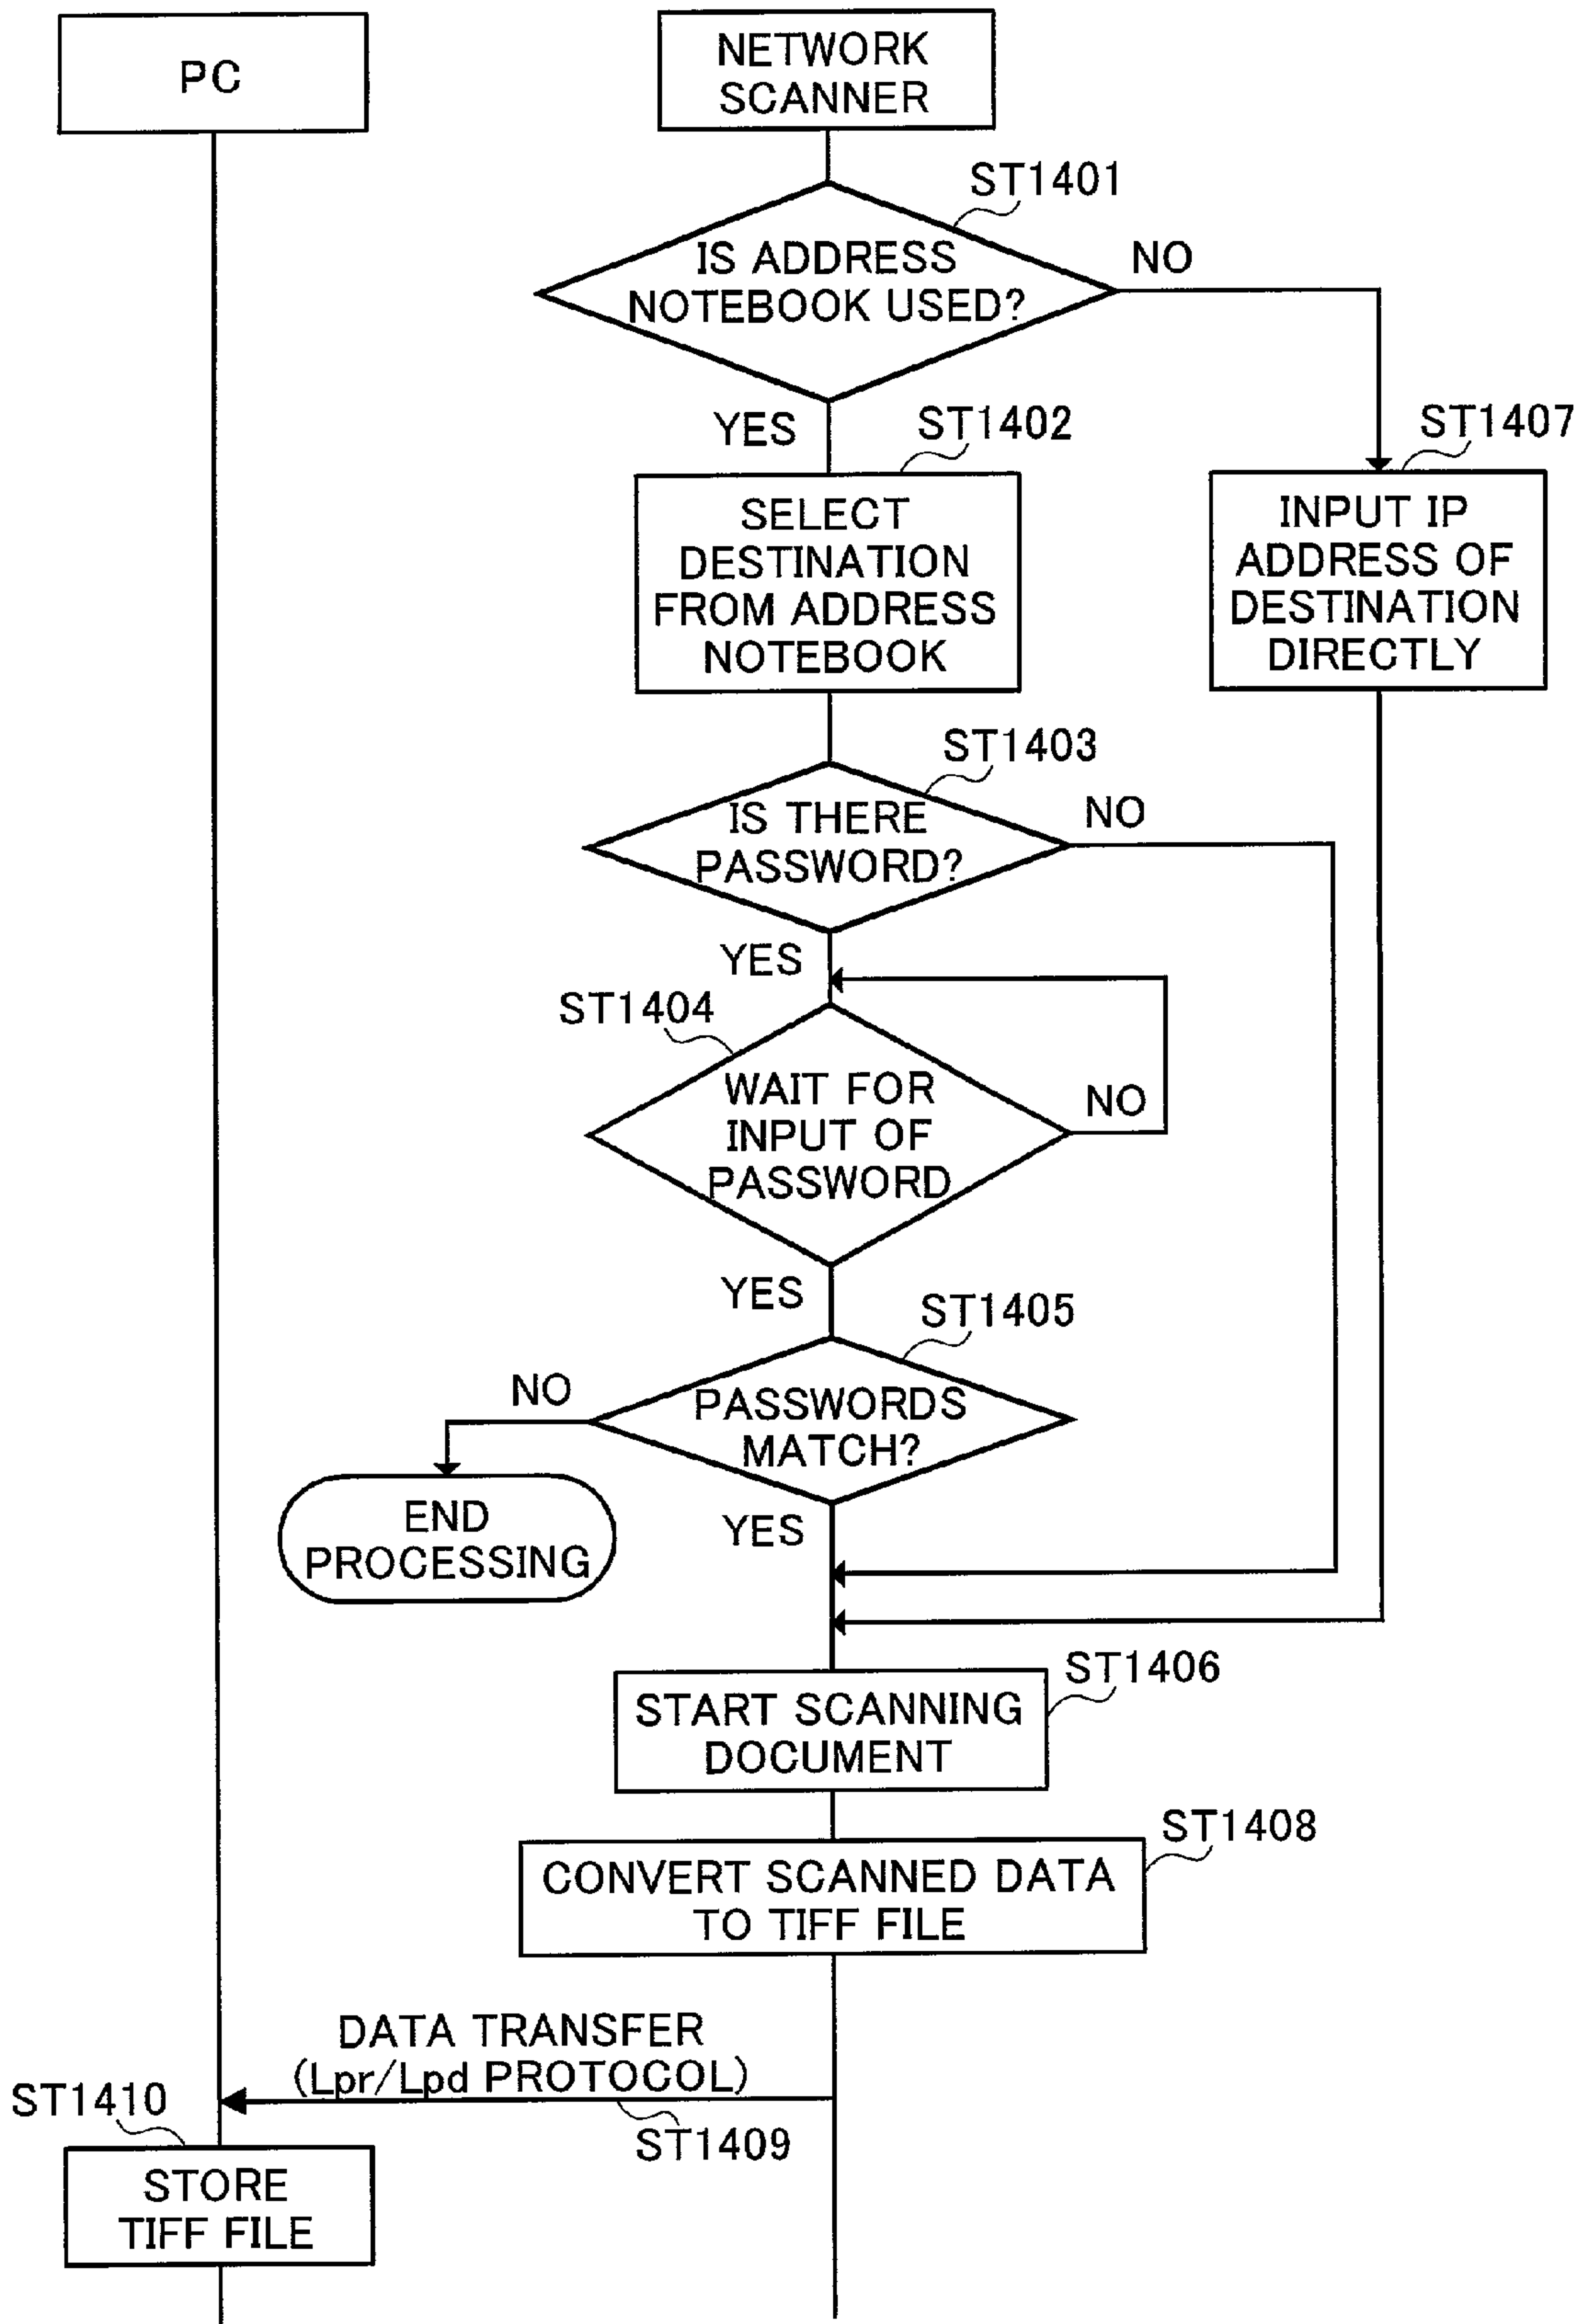 PC
NETWORK
SCANNER
ST1401
IS ADDRESS
NOTEBOOK USED?
NO
YES
ST1402
ST1407
SELECT
DESTINATION
FROM ADDRESS
NOTEBOOK
INPUT IP
ADDRESS OF
DESTINATION
DIRECTLY
ST1403
IS THERE
PASSWORD?
NO
YES
ST1404
WAIT FOR
INPUT OF
PASSWORD
NO
YES
ST1405
NO
PASSWORDS
MATCH?
END
PROCESSING
YES
ST1406
START SCANNING
DOCUMENT
ST1408
CONVERT SCANNED DATA
TO TIFF FILE
DATA TRANSFER
(Lpr/Lpd PROTOCOL)
ST1410
ST1409
STORE
TIFF FILE